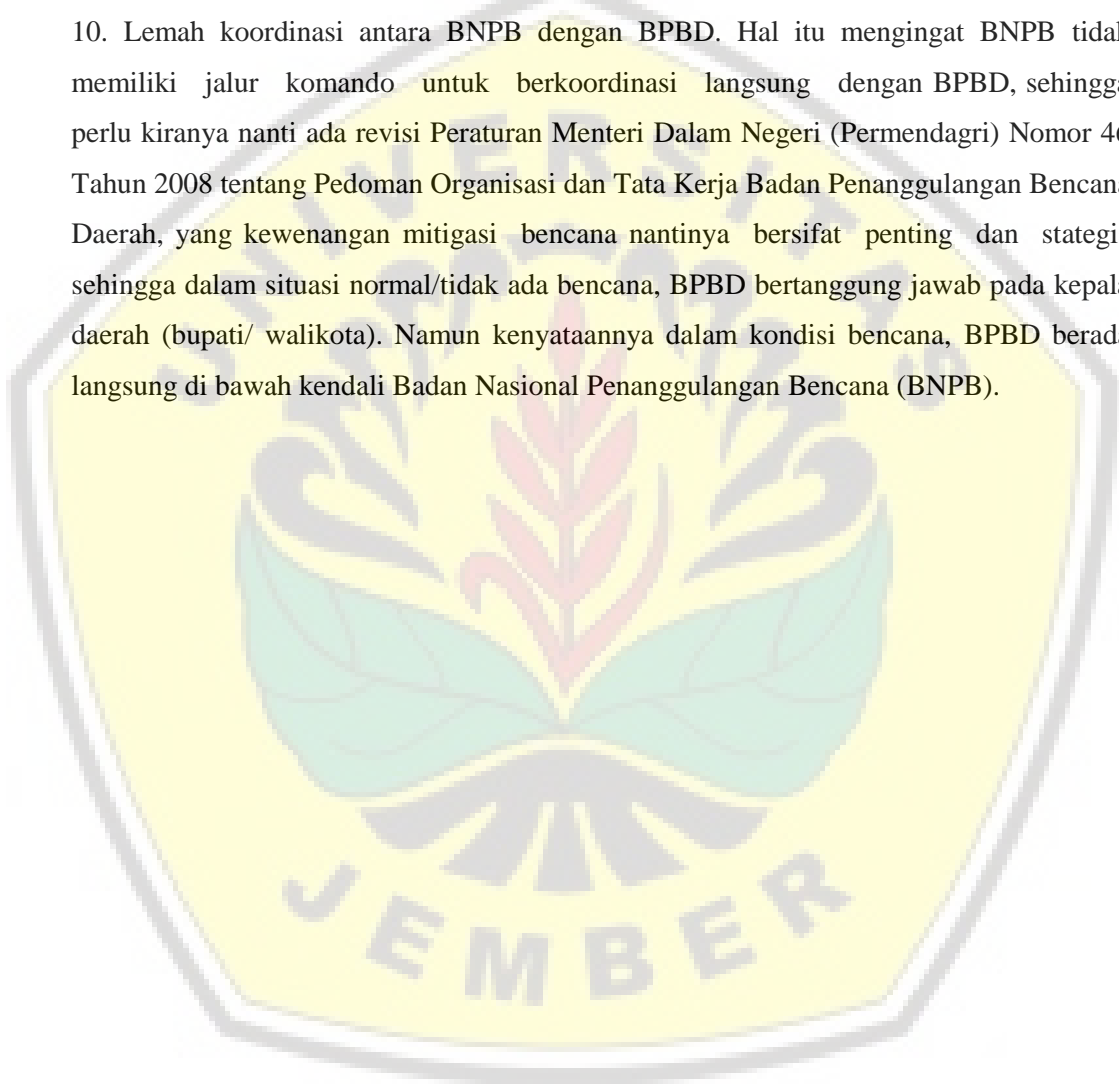 10. Lemah koordinasi antara BNPB dengan BPBD. Hal itu mengingat BNPB tidak
memiliki jalur komando untuk berkoordinasi langsung dengan BPBD, sehingga
perlu kiranya nanti ada revisi Peraturan Menteri Dalam Negeri (Permendagri) Nomor 46
Tahun 2008 tentang Pedoman Organisasi dan Tata Kerja Badan Penanggulangan Bencana
Daerah, yang kewenangan mitigasi bencana nantinya bersifat penting dan stategi
sehingga dalam situasi normal/tidak ada bencana, BPBD bertanggung jawab pada kepala
daerah (bupati/ walikota). Namun kenyataannya dalam kondisi bencana, BPBD berada
langsung di bawah kendali Badan Nasional Penanggulangan Bencana (BNPB).
UNIVERSITAS
JEMBER